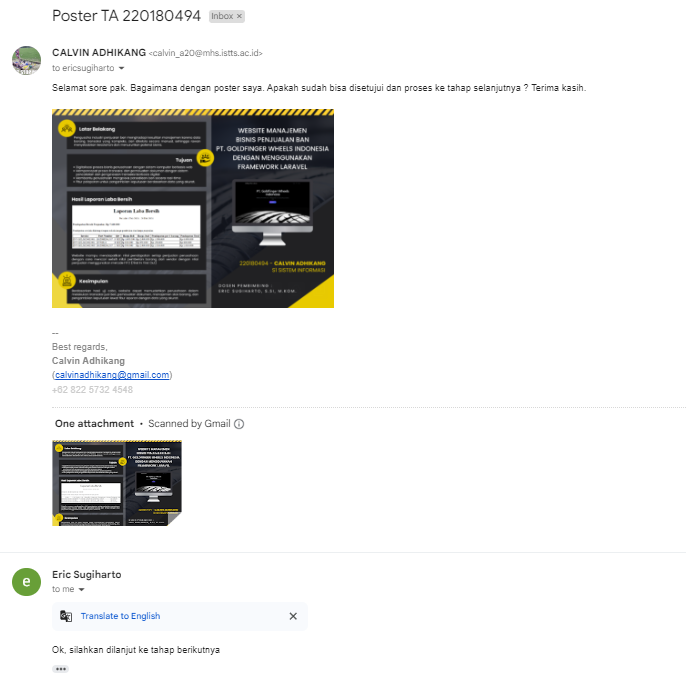 Poster TA 220180494 Inbox ×
CALVIN ADHIKANG <calvin_a20@mhs.istts.ac.id>
to ericsugiharto
Selamat sore pak. Bagaimana dengan poster saya. Apakah sudah bisa disetujui dan proses ke tahap selanjutnya ? Terima kasih.
Latar Belakang
Tujuan
Hasil Laporan Laba Bersih
Laporan Laba Bersih
Kesimpulan
WEBSITE MANAJEMEN
BISNIS PENJUALAN BAN
PT. GOLDFINGER WHEELS INDONESIA
DENGAN MENGGUNAKAN
FRAMEWORK LARAVEL
220180494 - CALVIN ADHIKANG
S1 SISTEM INFORMASI
DOSEN PEMBIMBING :
ERIC SUGIHARTO, S.SI., M.KOM.
--
Best regards,
Calvin Adhikang
(calvinadhikang@gmail.com)
+62 822 5732 4548
One attachment • Scanned by Gmail
e
Eric Sugiharto
to me
Translate to English
Ok, silahkan dilanjut ke tahap berikutnya